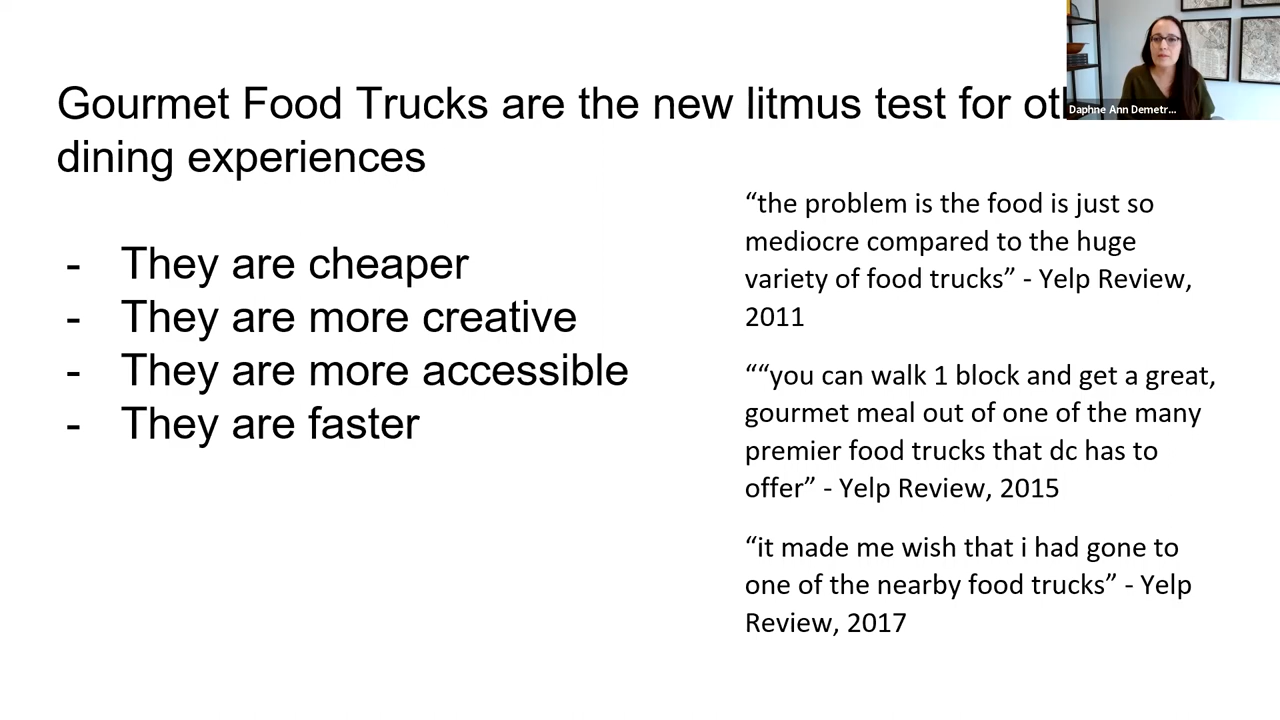 Gourmet Food Trucks are the new litmus test for
dining experiences
- They are cheaper
- They are more creative
- They are more accessible
- They are faster
“the problem is the food is just so
mediocre compared to the huge
variety of food trucks” - Yelp Review,
2011
““you can walk 1 block and get a great,
gourmet meal out of one of the many
premier food trucks that dc has to
offer” - Yelp Review, 2015
“it made me wish that i had gone to
one of the nearby food trucks” - Yelp
Review, 2017
Daphne Ann Demetr...